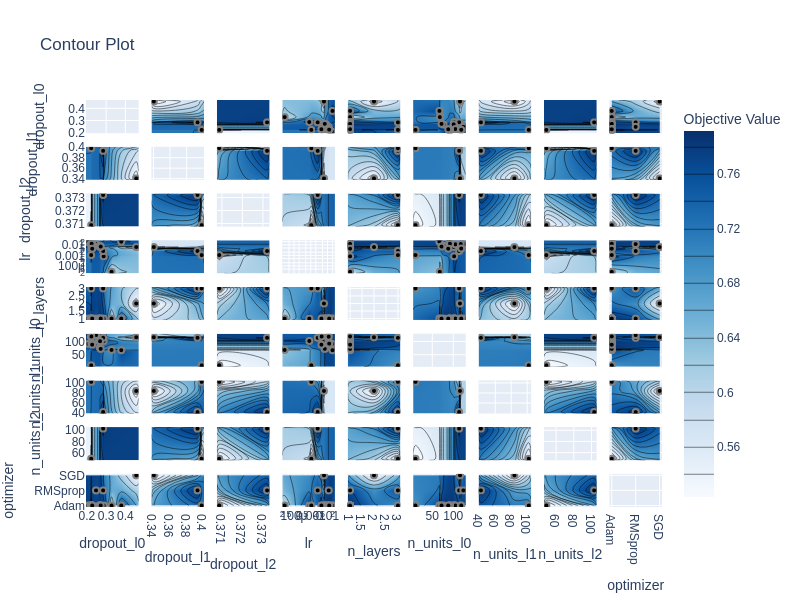 Contour Plot
Objective Value
0.76
0.72
0.68
0.64
0.6
0.56
dropout_l0
0.4
0.3
0.2
dropout_l1
0.4
0.38
0.36
0.34
dropout_l2
0.373
0.372
0.371
lr
0.01
0.001
n_layers
3
2.5
2
1.5
1
n_units_l0
100
50
n_units_l1
100
80
60
40
n_units_l2
100
80
60
optimizer
SGD
RMSprop
Adam
0.2 0.3 0.4
0.34 0.36 0.38 0.4
0.371 0.372 0.373
1 1.5 2 2.5 3
50 100
40 60 80 100
60 80 100
Adam RMSprop SGD
dropout_l0 dropout_l1 dropout_l2 lr n_layers n_units_l0 n_units_l1 n_units_l2 optimizer